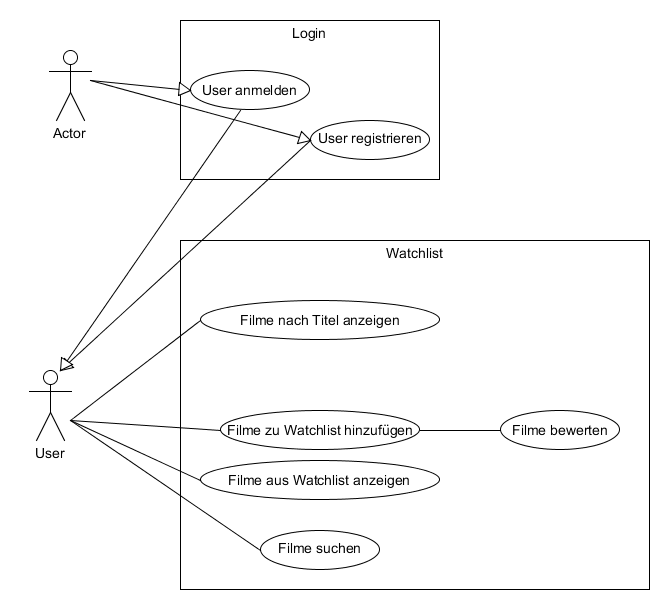 Login
User anmelden
Actor
User registrieren
Watchlist
Filme nach Titel anzeigen
Filme zu Watchlist hinzufügen
Filme bewerten
User
Filme aus Watchlist anzeigen
Filme suchen